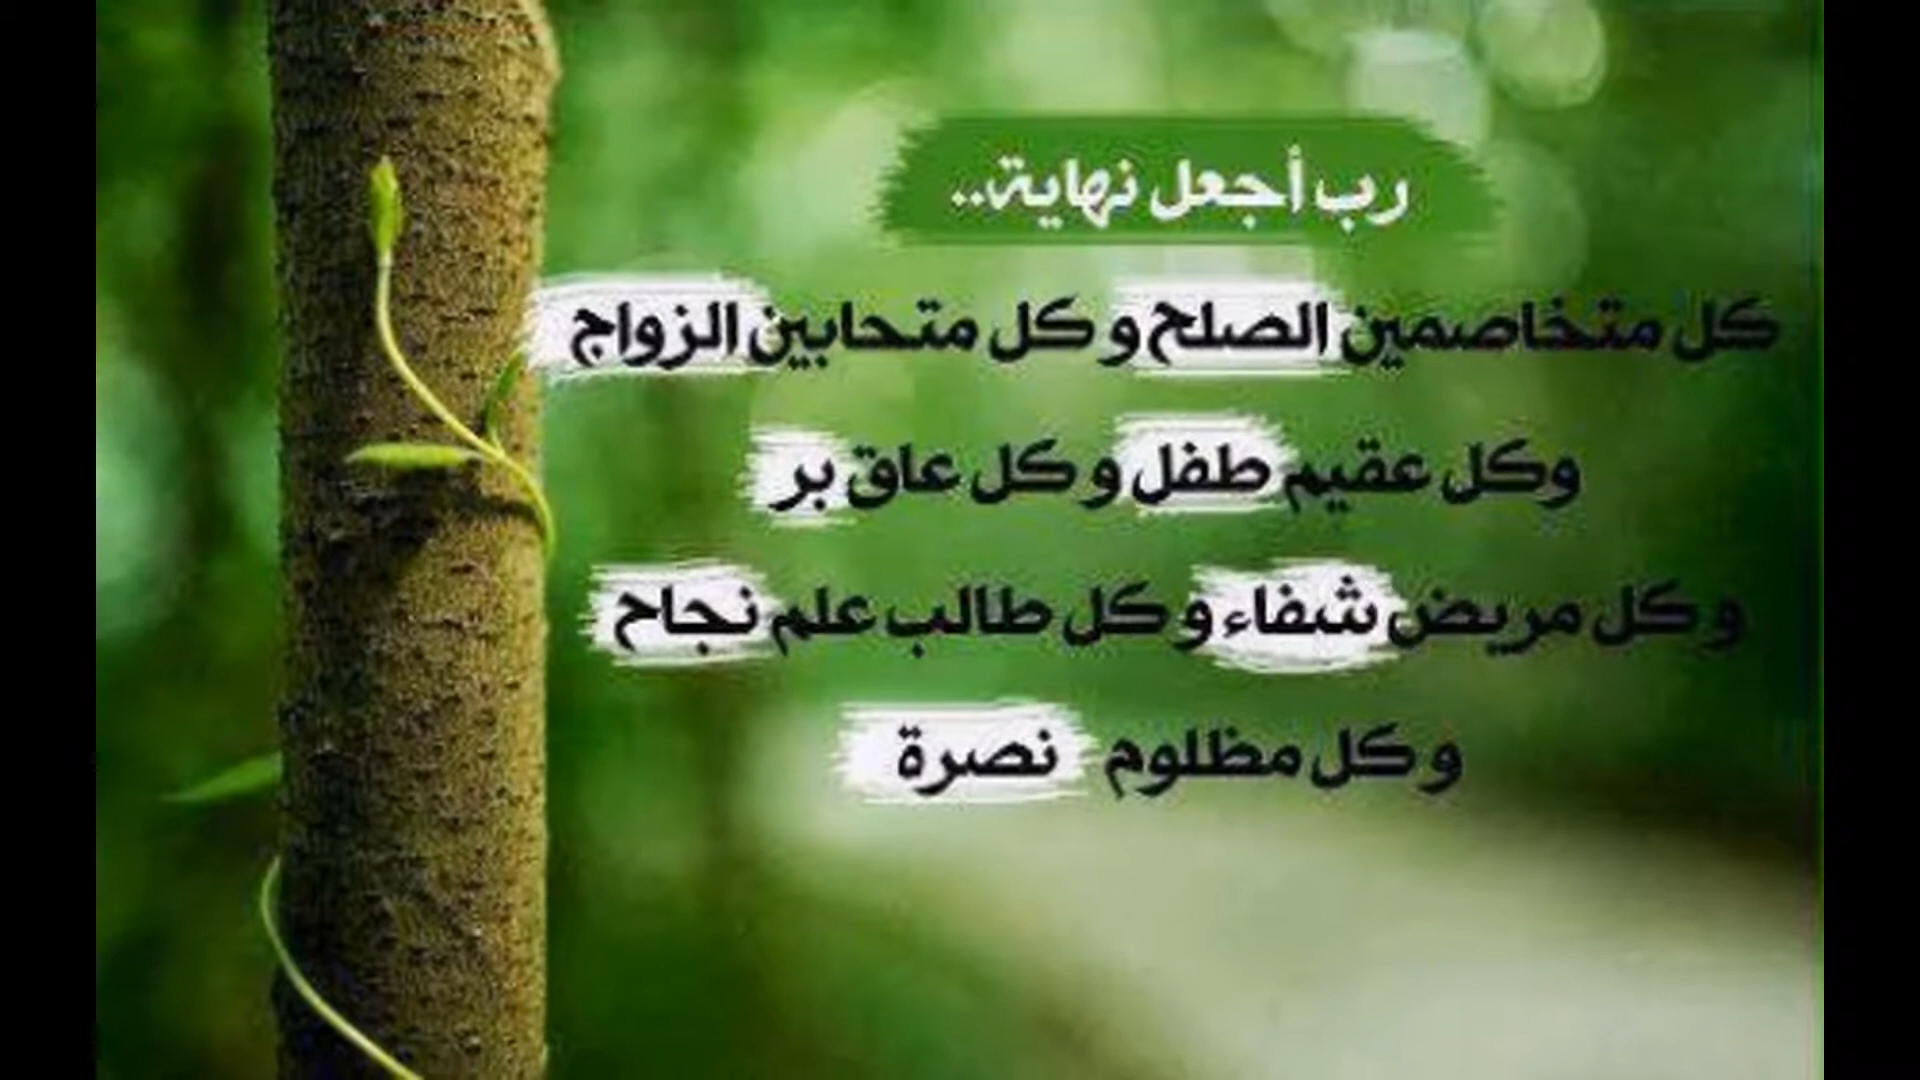 رب أجعل نهاية..
كل متخاصمين الصلح و كل متحابين الزواج
وكل عقيم طفل و كل عاق بر
و كل مريض شفاء و كل طالب علم نجاح
و كل مظلوم نصرة